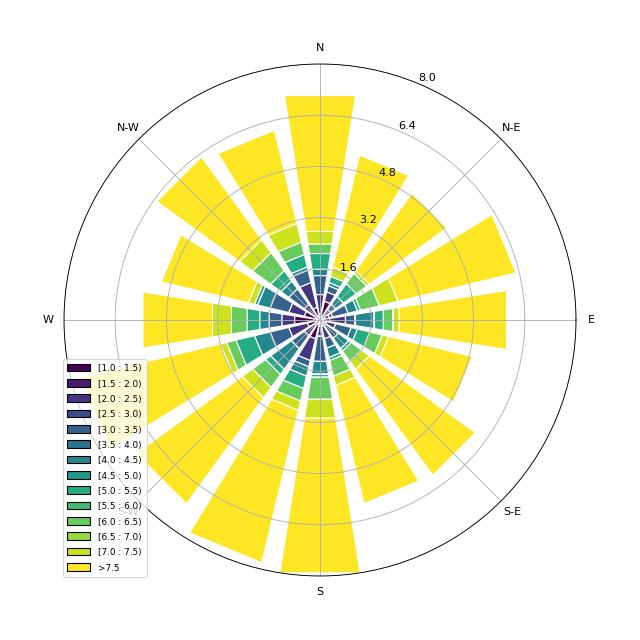 N
8.0
N-W
6.4
N-E
4.8
3.2
1.6
W
E
[1.0 : 1.5)
[1.5 : 2.0)
[2.0 : 2.5)
[2.5 : 3.0)
[3.0 : 3.5)
[3.5 : 4.0)
[4.0 : 4.5)
[4.5 : 5.0)
[5.0 : 5.5)
[5.5 : 6.0)
[6.0 : 6.5)
[6.5 : 7.0)
[7.0 : 7.5)
>7.5
S-W
S-E
S